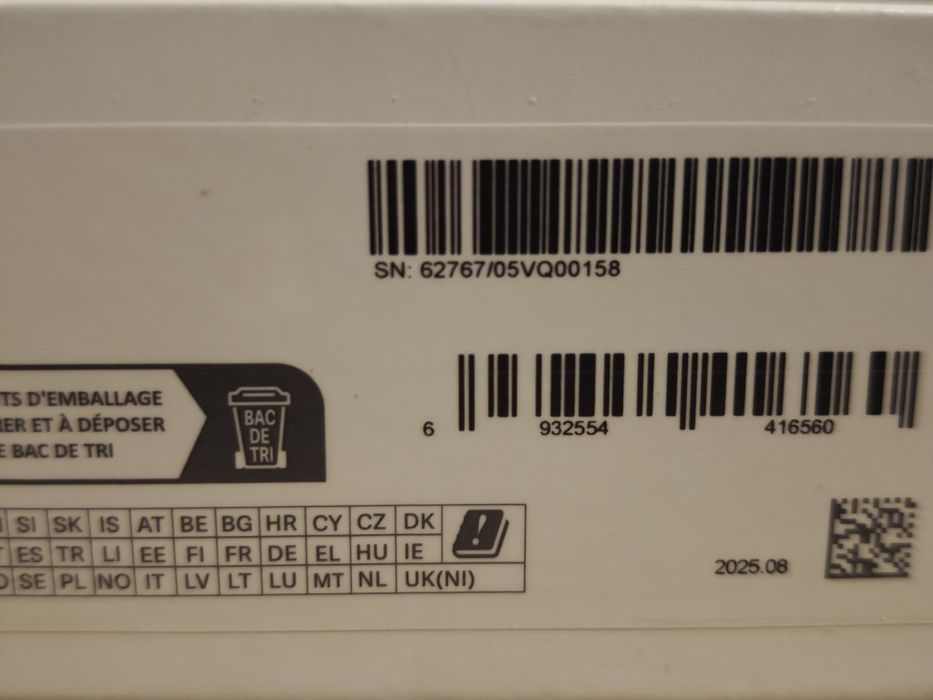 SN: 62767/05VQ00158
6 932554 416560
TS D'EMBALLAGE
RER ET À DÉPOSER
E BAC DE TRI
BAC
DE
TRI
SI SK IS AT BE BG HR CY CZ DK
ES TR LI EE FI FR DE EL HU IE
SE PL NO IT LV LT LU MT NL UK(NI)
2025.08